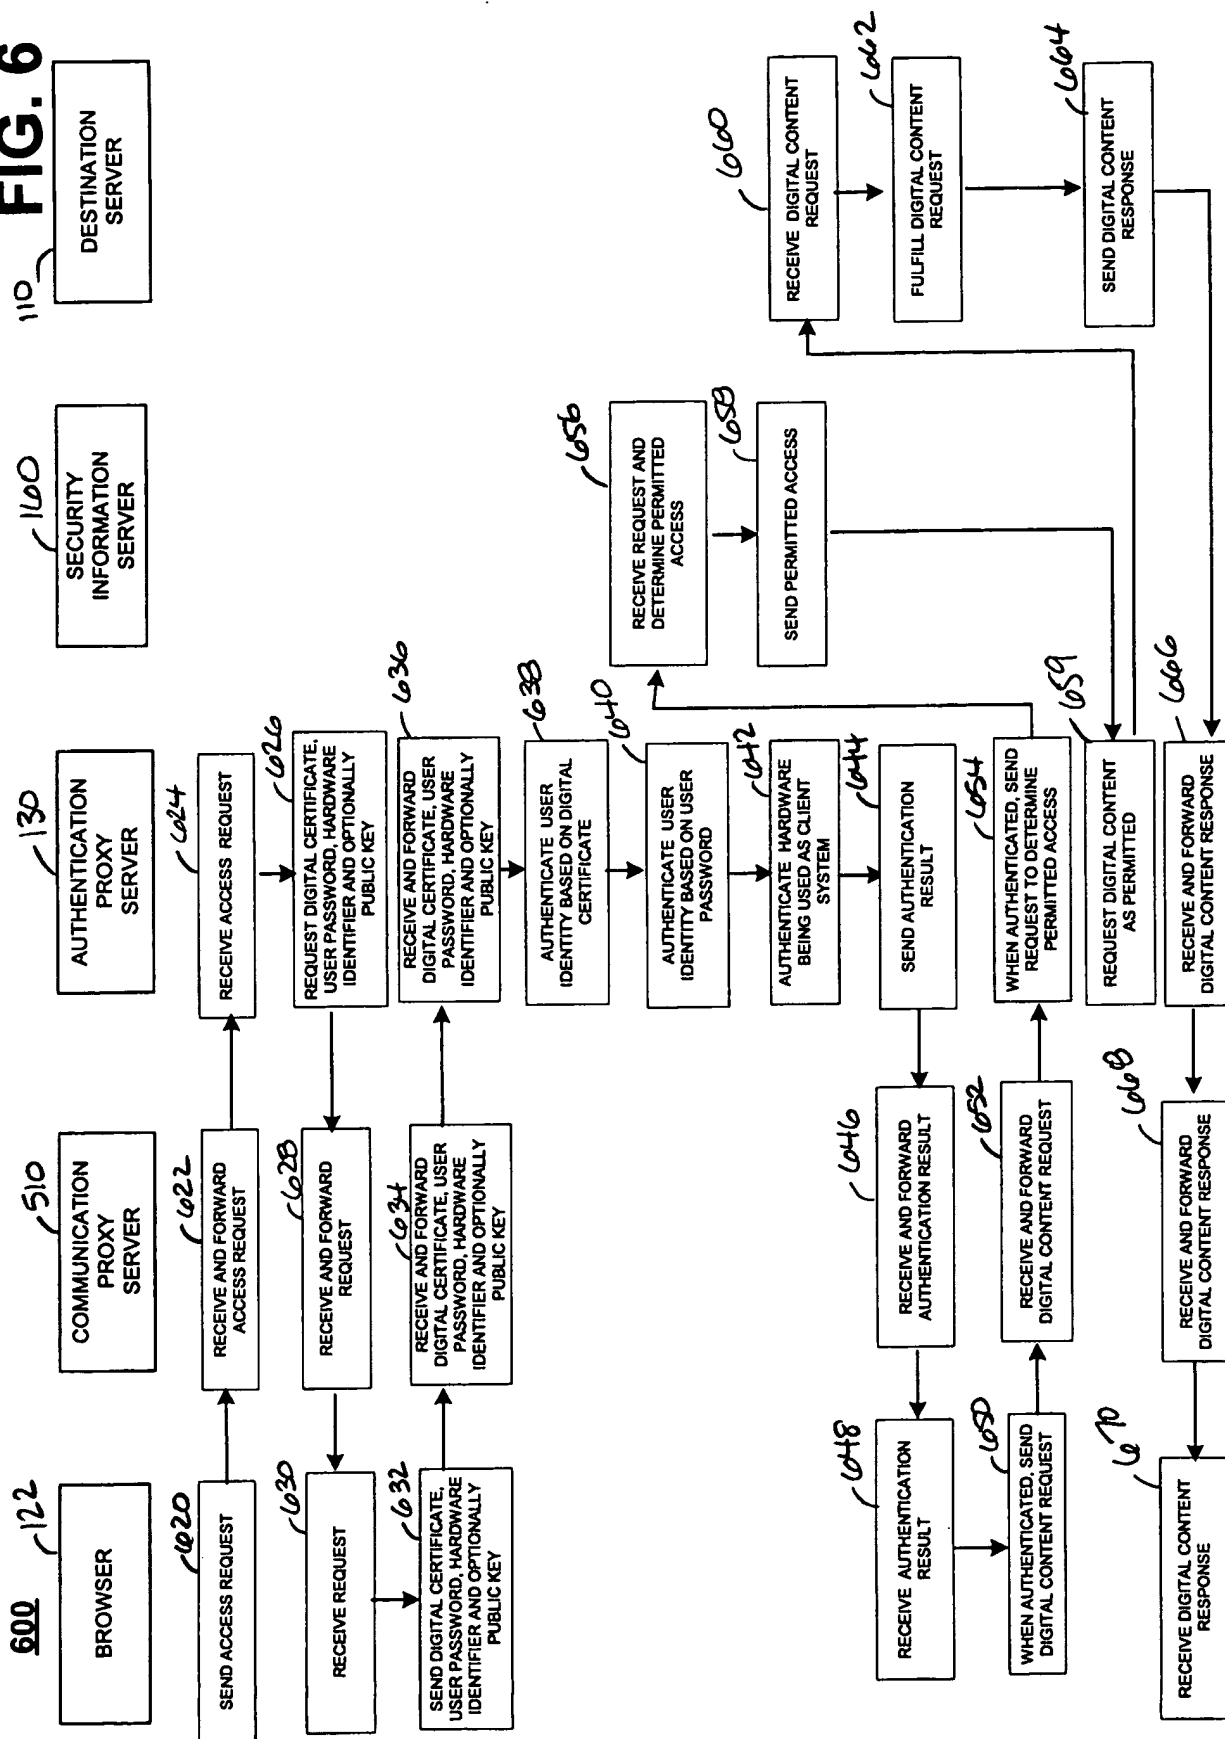 FIG. 6
600
122
BROWSER
510
COMMUNICATION
PROXY
SERVER
130
AUTHENTICATION
PROXY
SERVER
160
SECURITY
INFORMATION
SERVER
110
DESTINATION
SERVER
620
SEND ACCESS REQUEST
622
RECEIVE AND FORWARD
ACCESS REQUEST
624
RECEIVE ACCESS REQUEST
626
REQUEST DIGITAL CERTIFICATE,
USER PASSWORD, HARDWARE
IDENTIFIER AND OPTIONALLY
PUBLIC KEY
628
RECEIVE AND FORWARD
REQUEST
630
RECEIVE REQUEST
632
SEND DIGITAL CERTIFICATE,
USER PASSWORD, HARDWARE
IDENTIFIER AND OPTIONALLY
PUBLIC KEY
634
RECEIVE AND FORWARD
DIGITAL CERTIFICATE, USER
PASSWORD, HARDWARE
IDENTIFIER AND OPTIONALLY
PUBLIC KEY
636
RECEIVE AND FORWARD
DIGITAL CERTIFICATE, USER
PASSWORD, HARDWARE
IDENTIFIER AND OPTIONALLY
PUBLIC KEY
638
AUTHENTICATE USER
IDENTITY BASED ON DIGITAL
CERTIFICATE
640
AUTHENTICATE USER
IDENTITY BASED ON USER
PASSWORD
642
AUTHENTICATE HARDWARE
BEING USED AS CLIENT
SYSTEM
644
SEND AUTHENTICATION
RESULT
646
RECEIVE AND FORWARD
AUTHENTICATION RESULT
648
RECEIVE AUTHENTICATION
RESULT
650
WHEN AUTHENTICATED, SEND
DIGITAL CONTENT REQUEST
652
RECEIVE AND FORWARD
DIGITAL CONTENT REQUEST
654
WHEN AUTHENTICATED, SEND
REQUEST TO DETERMINE
PERMITTED ACCESS
656
RECEIVE REQUEST AND
DETERMINE PERMITTED
ACCESS
658
SEND PERMITTED ACCESS
659
REQUEST DIGITAL CONTENT
AS PERMITTED
660
RECEIVE DIGITAL CONTENT
REQUEST
662
FULFILL DIGITAL CONTENT
REQUEST
664
SEND DIGITAL CONTENT
RESPONSE
666
RECEIVE AND FORWARD
DIGITAL CONTENT RESPONSE
668
RECEIVE AND FORWARD
DIGITAL CONTENT RESPONSE
670
RECEIVE DIGITAL CONTENT
RESPONSE